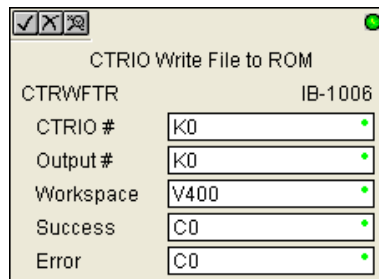 CTRIO Write File to ROM
CTRWFTR IB-1006
CTRIO # K0
Output # K0
Workspace V400
Success C0
Error C0